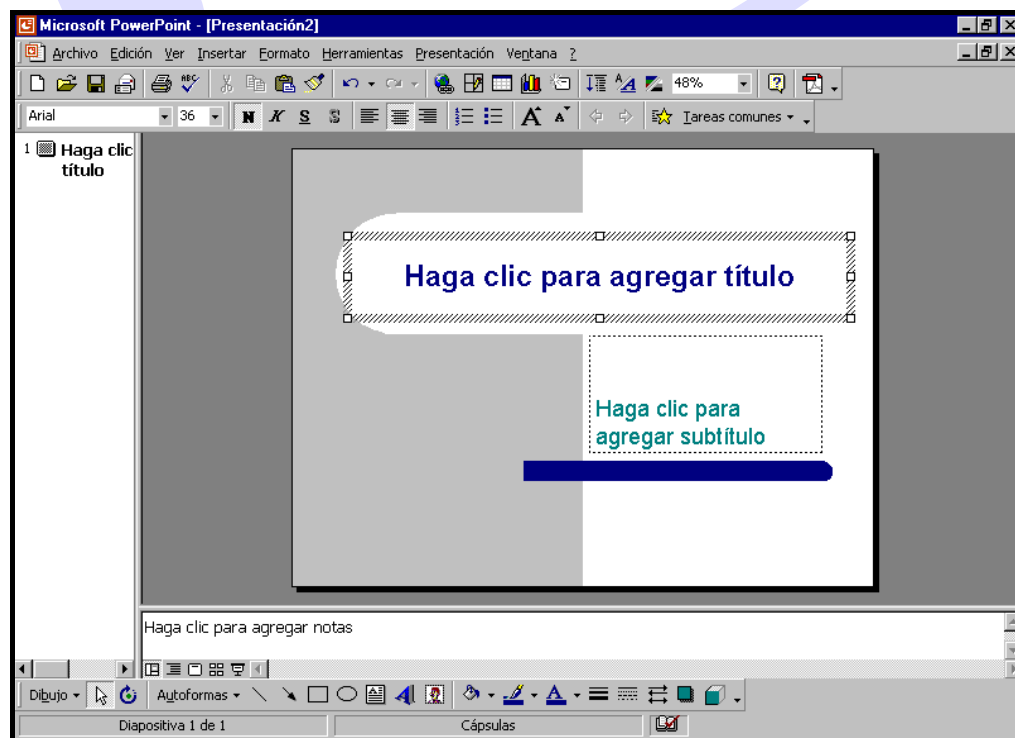 Microsoft PowerPoint - [Presentación2]
Archivo Edición Ver Insertar Formato Herramientas Presentación Ventana ?
ABC 48%
Arial 36 N K S S A A Tareas comunes
1 Haga clic
título
Haga clic para agregar título
Haga clic para
agregar subtítulo
Haga clic para agregar notas
Dibujo Autoformas
Diapositiva 1 de 1 Cápsulas